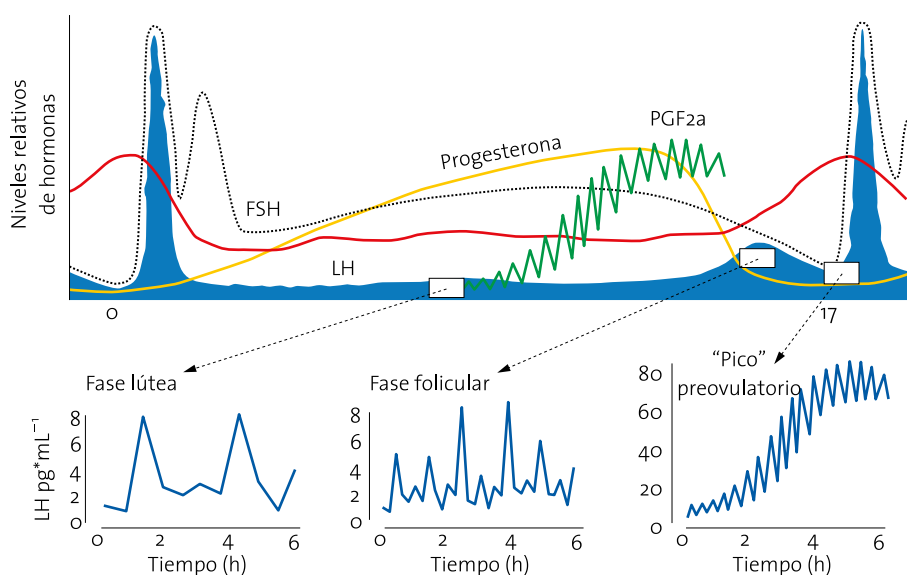 Niveles relativos
de hormonas
PGF2a
Progesterona
FSH
LH
0
17
Fase lútea
Fase folicular
“Pico”
preovulatorio
LH pg*mL⁻¹
8
6
4
2
0
0 2 4 6
Tiempo (h)
8
6
4
2
0
0 2 4 6
Tiempo (h)
80
60
40
20
0
0 2 4 6
Tiempo (h)